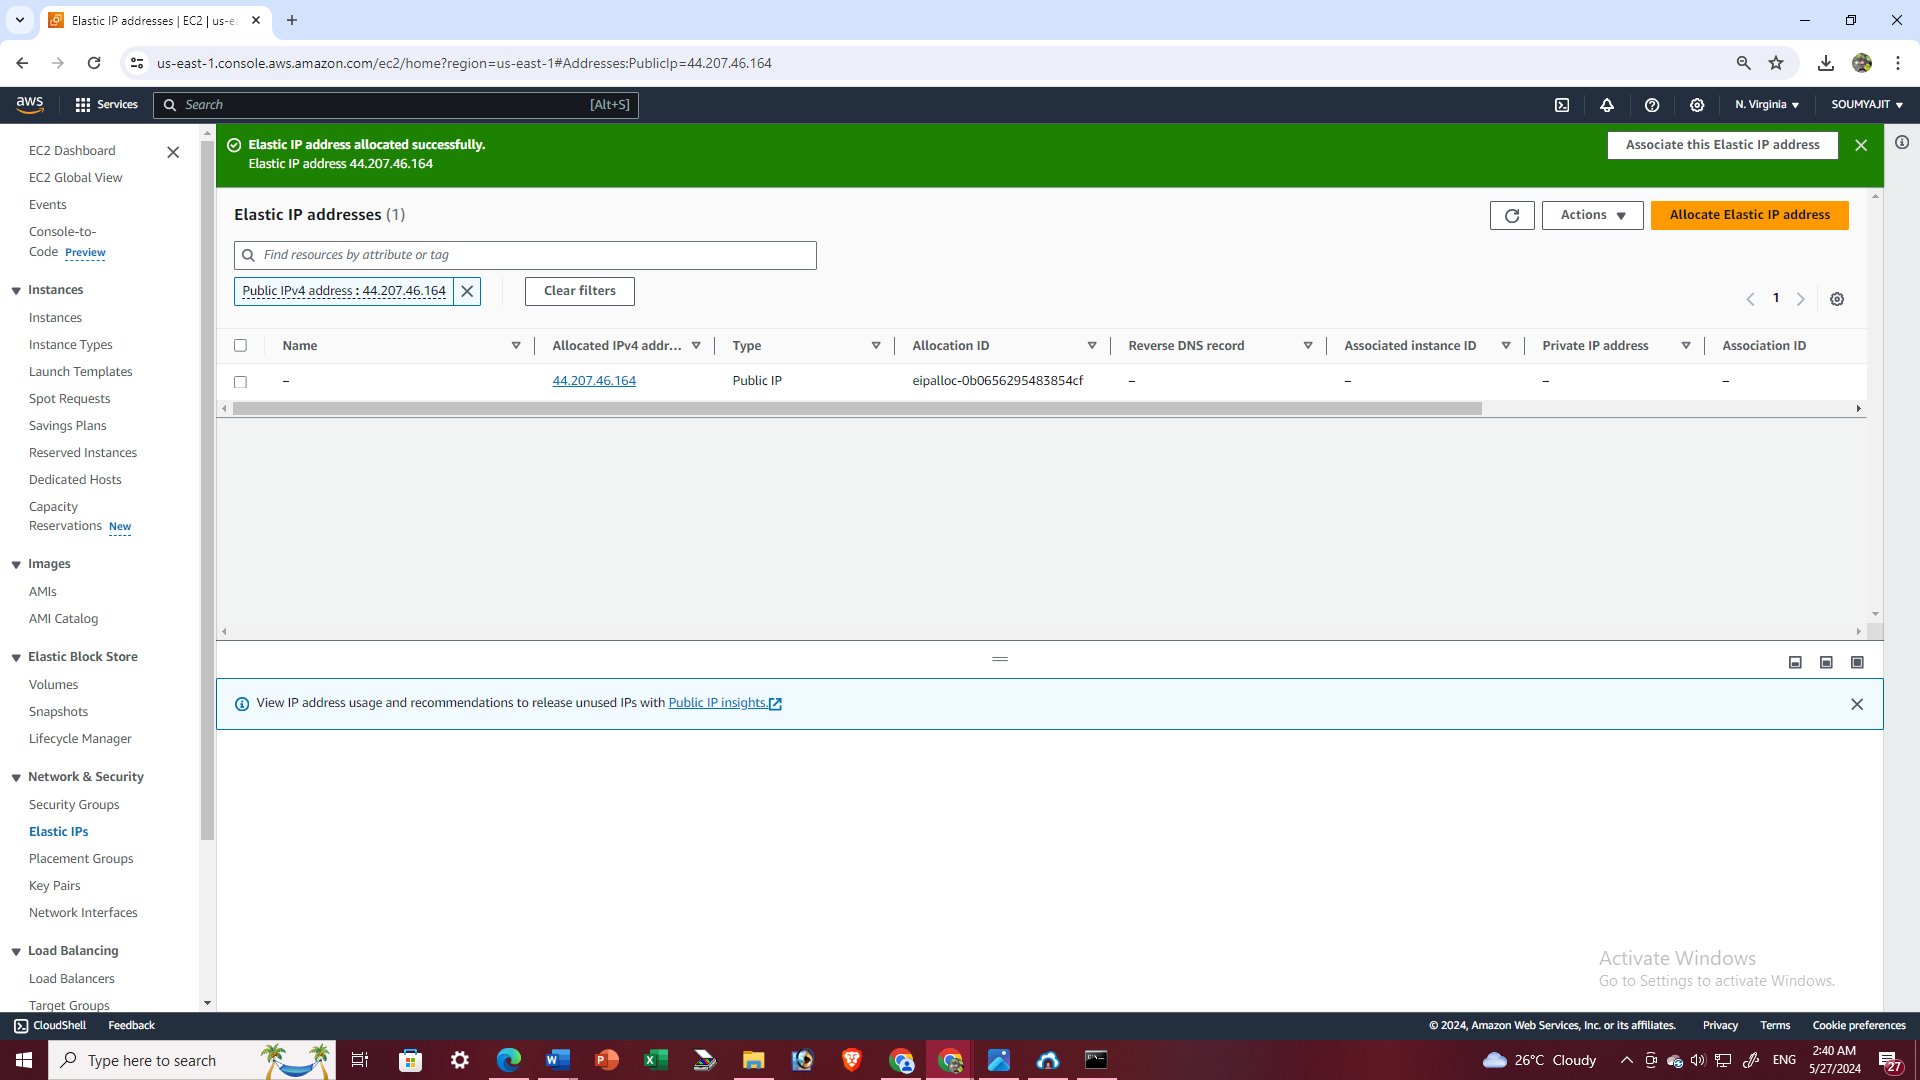 Elastic IP addresses | EC2 | us-ea
us-east-1.console.aws.amazon.com/ec2/home?region=us-east-1#Addresses:PublicIp=44.207.46.164
aws
Services
Search
[Alt+S]
N. Virginia
SOUMYAJIT
EC2 Dashboard
EC2 Global View
Events
Console-to-
Code Preview
Instances
Instances
Instance Types
Launch Templates
Spot Requests
Savings Plans
Reserved Instances
Dedicated Hosts
Capacity
Reservations New
Images
AMIs
AMI Catalog
Elastic Block Store
Volumes
Snapshots
Lifecycle Manager
Network & Security
Security Groups
Elastic IPs
Placement Groups
Key Pairs
Network Interfaces
Load Balancing
Load Balancers
Target Groups
Elastic IP address allocated successfully.
Elastic IP address 44.207.46.164
Associate this Elastic IP address
Elastic IP addresses (1)
Actions
Allocate Elastic IP address
Find resources by attribute or tag
Public IPv4 address : 44.207.46.164
Clear filters
1
Name Allocated IPv4 addr... Type Allocation ID Reverse DNS record Associated instance ID Private IP address Association ID
– 44.207.46.164 Public IP eipalloc-0b0656295483854cf – – – –
View IP address usage and recommendations to release unused IPs with Public IP insights.
Activate Windows
Go to Settings to activate Windows.
CloudShell
Feedback
© 2024, Amazon Web Services, Inc. or its affiliates.
Privacy
Terms
Cookie preferences
Type here to search
26°C Cloudy
ENG
2:40 AM
5/27/2024
27